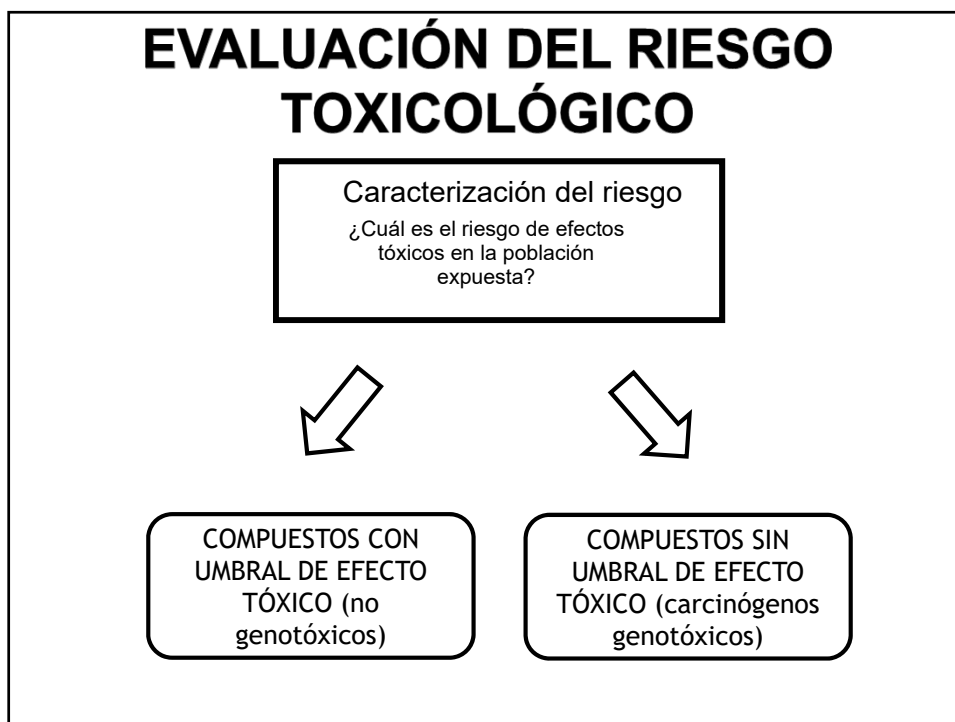 EVALUACIÓN DEL RIESGO
TOXICOLÓGICO
Caracterización del riesgo
¿Cuál es el riesgo de efectos
tóxicos en la población
expuesta?
COMPUESTOS CON
UMBRAL DE EFECTO
TÓXICO (no
genotóxicos)
COMPUESTOS SIN
UMBRAL DE EFECTO
TÓXICO (carcinógenos
genotóxicos)